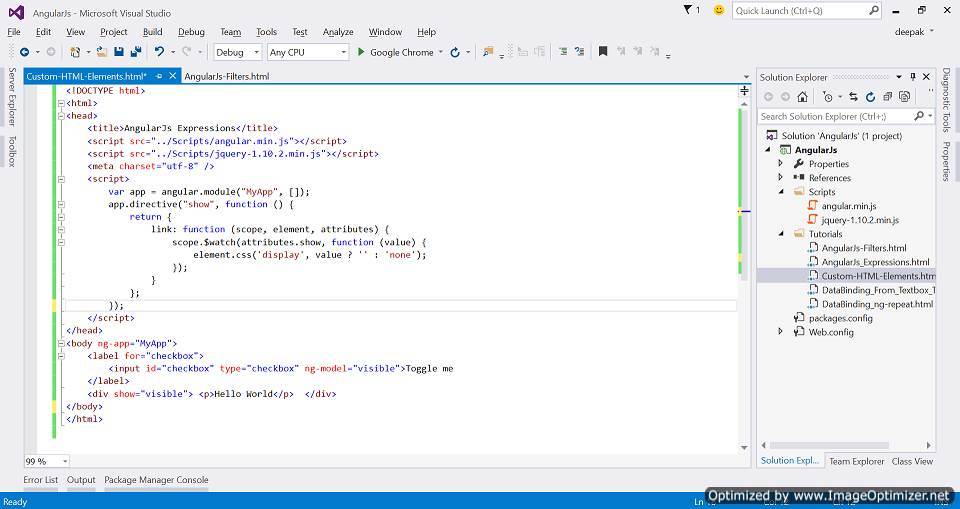 AngularJs - Microsoft Visual Studio
1
Quick Launch (Ctrl+Q)
File Edit View Project Build Debug Team Tools Test Analyze Window Help
deepak
Debug Any CPU Google Chrome
Server Explorer
Toolbox
Custom-HTML-Elements.html*
AngularJs-Filters.html
<!DOCTYPE html>
<html>
<head>
<title>AngularJs Expressions</title>
<script src="../Scripts/angular.min.js"></script>
<script src="../Scripts/jquery-1.10.2.min.js"></script>
<meta charset="utf-8" />
<script>
var app = angular.module("MyApp", []);
app.directive("show", function () {
return {
link: function (scope, element, attributes) {
scope.$watch(attributes.show, function (value) {
element.css('display', value ? '' : 'none');
});
}
};
});
</script>
</head>
<body ng-app="MyApp">
<label for="checkbox">
<input id="checkbox" type="checkbox" ng-model="visible">Toggle me
</label>
<div show="visible"> <p>Hello World</p>  </div>
</body>
</html>
99 %
Solution Explorer
Search Solution Explorer (Ctrl+;)
Solution 'AngularJs' (1 project)
AngularJs
Properties
References
Scripts
angular.min.js
jquery-1.10.2.min.js
Tutorials
AngularJs-Filters.html
AngularJs_Expressions.html
Custom-HTML-Elements.htm
DataBinding_From_Textbox_T
DataBinding_ng-repeat.html
packages.config
Web.config
Solution Expl... Team Explorer Class View
Diagnostic Tools
Properties
Error List Output Package Manager Console
Ready
Optimized by www.ImageOptimizer.net